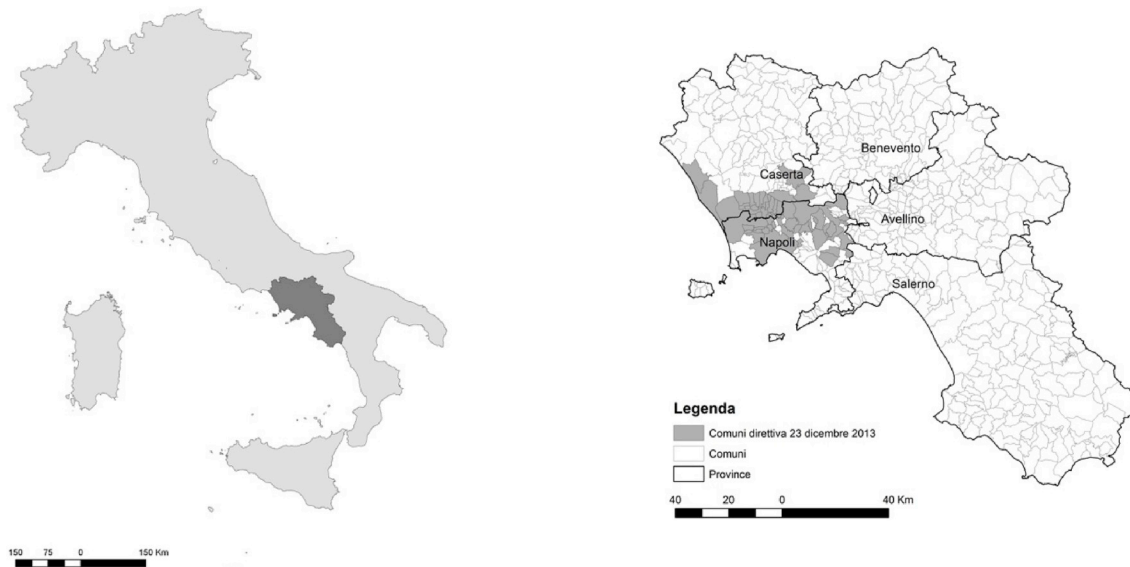 Benevento
Caserta
Avellino
Napoli
Salerno
Legenda
Comuni direttiva 23 dicembre 2013
Comuni
Province
40 20 0 40 Km
150 75 0 150 Km